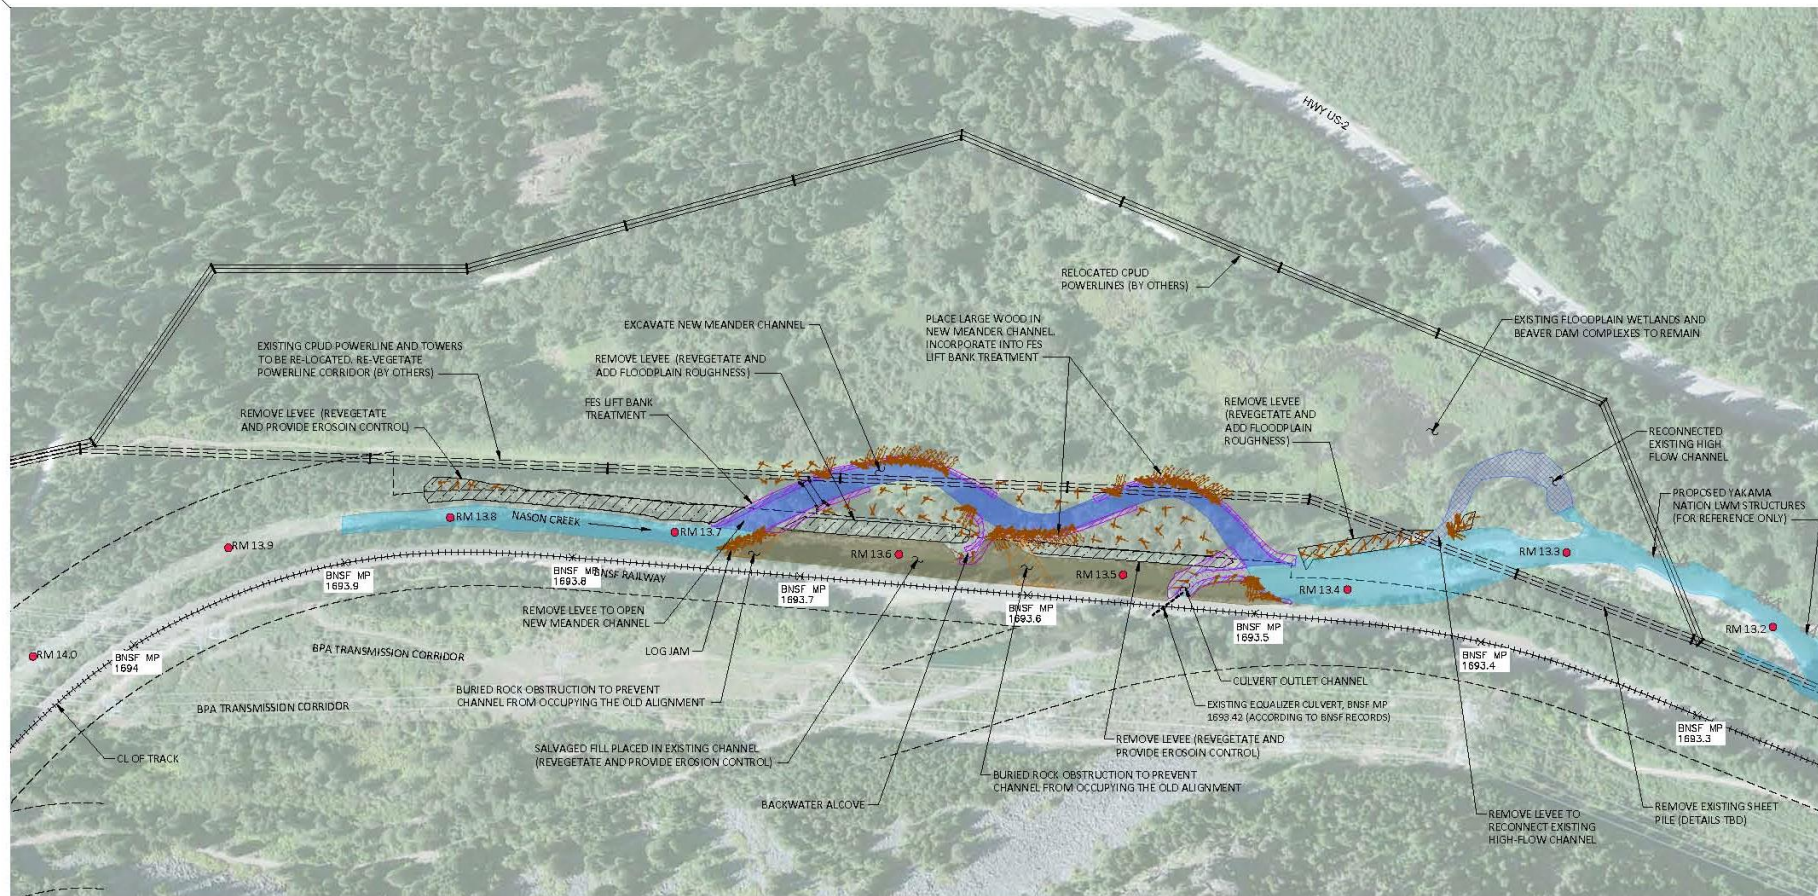 HWY US-2
RELOCATED CPUD
POWERLINES (BY OTHERS)
EXCAVATE NEW MEANDER CHANNEL
PLACE LARGE WOOD IN
NEW MEANDER CHANNEL.
INCORPORATE INTO FES
LIFT BANK TREATMENT
EXISTING FLOODPLAIN WETLANDS AND
BEAVER DAM COMPLEXES TO REMAIN
EXISTING CPUD POWERLINE AND TOWERS
TO BE RE-LOCATED. RE-VEGETATE
POWERLINE CORRIDOR (BY OTHERS)
REMOVE LEVEE (REVEGETATE AND
ADD FLOODPLAIN ROUGHNESS)
FES LIFT BANK
TREATMENT
REMOVE LEVEE (REVEGETATE
AND PROVIDE EROSOIN CONTROL)
REMOVE LEVEE
(REVEGETATE AND
ADD FLOODPLAIN
ROUGHNESS)
RECONNECTED
EXISTING HIGH
FLOW CHANNEL
PROPOSED YAKAMA
NATION LWM STRUCTURES
(FOR REFERENCE ONLY)
RM 13.8
NASON CREEK
RM 13.7
RM 13.9
RM 13.6
RM 13.5
RM 13.4
RM 13.3
RM 13.2
RM 14.0
BNSF MP
1693.9
BNSF MP
1693.8
BNSF RAILWAY
BNSF MP
1693.7
BNSF MP
1693.6
BNSF MP
1693.5
BNSF MP
1693.4
BNSF MP
1693.3
BNSF MP
1694
REMOVE LEVEE TO OPEN
NEW MEANDER CHANNEL
LOG JAM
BPA TRANSMISSION CORRIDOR
BPA TRANSMISSION CORRIDOR
BURIED ROCK OBSTRUCTION TO PREVENT
CHANNEL FROM OCCUPYING THE OLD ALIGNMENT
CULVERT OUTLET CHANNEL
EXISTING EQUALIZER CULVERT, BNSF MP
1693.42 (ACCORDING TO BNSF RECORDS)
REMOVE LEVEE (REVEGETATE AND
PROVIDE EROSOIN CONTROL)
CL OF TRACK
SALVAGED FILL PLACED IN EXISTING CHANNEL
(REVEGETATE AND PROVIDE EROSION CONTROL)
BURIED ROCK OBSTRUCTION TO PREVENT
CHANNEL FROM OCCUPYING THE OLD ALIGNMENT
BACKWATER ALCOVE
REMOVE LEVEE TO
RECONNECT EXISTING
HIGH-FLOW CHANNEL
REMOVE EXISTING SHEET
PILE (DETAILS TBD)